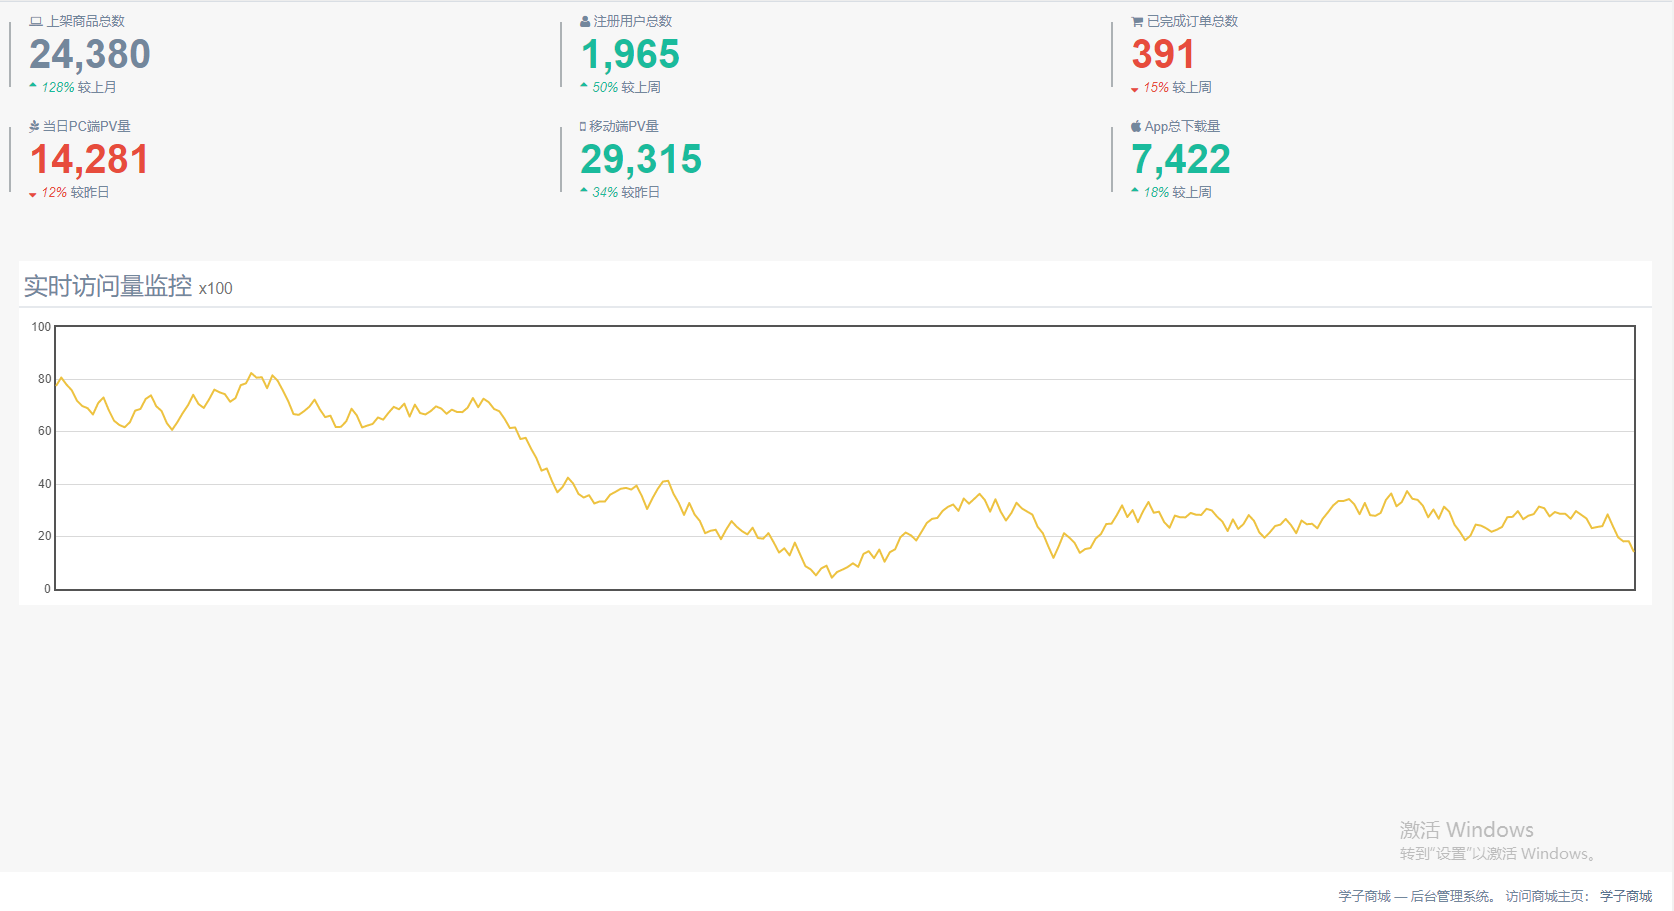 上架商品总数
24,380
128% 较上月
注册用户总数
1,965
50% 较上周
已完成订单总数
391
15% 较上周
当日PC端PV量
14,281
12% 较昨日
移动端PV量
29,315
34% 较昨日
App总下载量
7,422
18% 较上周
实时访问量监控 x100
100
80
60
40
20
0
激活 Windows
转到“设置”以激活 Windows。
学子商城 — 后台管理系统。 访问商城主页： 学子商城